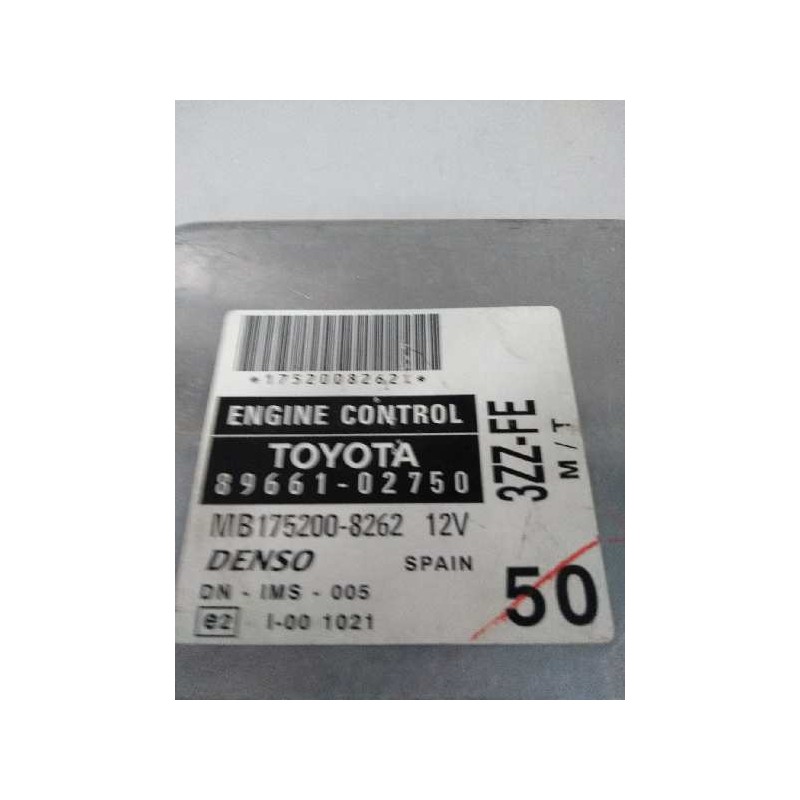 *1752008262X*
ENGINE CONTROL
TOYOTA
89661-02750
3ZZ-FE
M/T
MB175200-8262 12V
DENSO SPAIN
DN-IMS-005
50
e2 I-00 1021